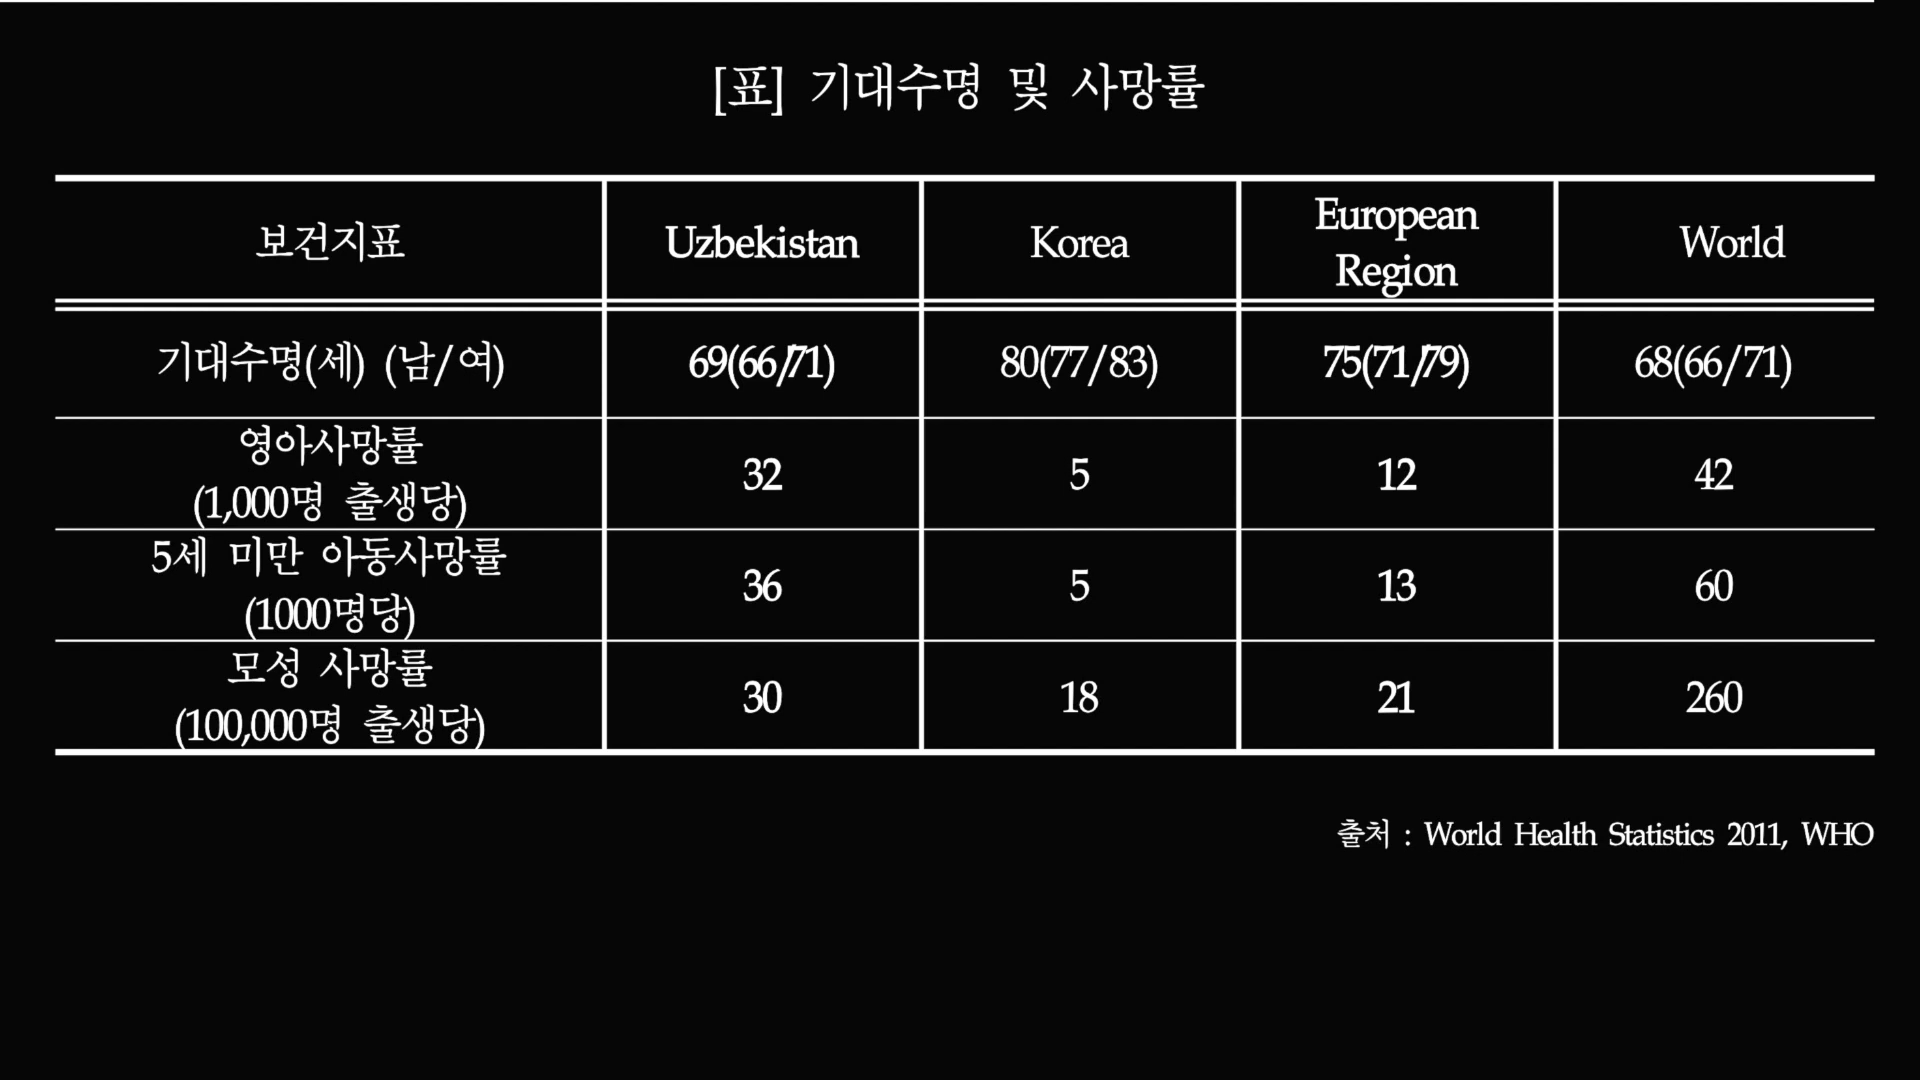 [표] 기대수명 및 사망률
보건지표 Uzbekistan Korea European Region World
기대수명(세) (남/여) 69(66/71) 80(77/83) 75(71/79) 68(66/71)
영아사망률
(1,000명 출생당) 32 5 12 42
5세 미만 아동사망률
(1000명당) 36 5 13 60
모성 사망률
(100,000명 출생당) 30 18 21 260
출처 : World Health Statistics 2011, WHO